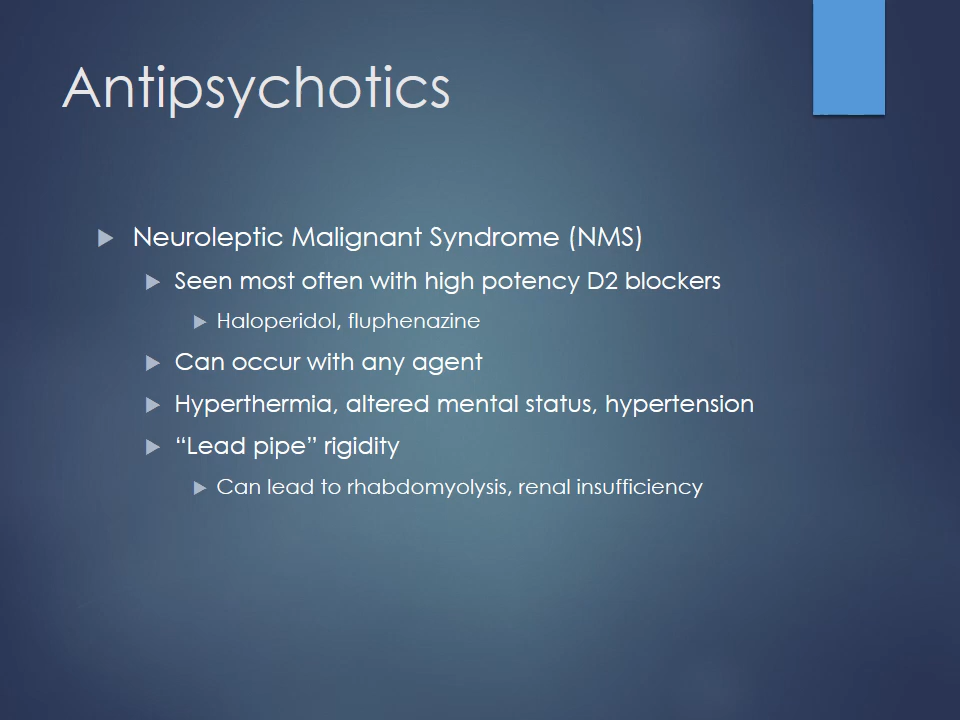 Antipsychotics
Neuroleptic Malignant Syndrome (NMS)
Seen most often with high potency D2 blockers
Haloperidol, fluphenazine
Can occur with any agent
Hyperthermia, altered mental status, hypertension
“Lead pipe” rigidity
Can lead to rhabdomyolysis, renal insufficiency